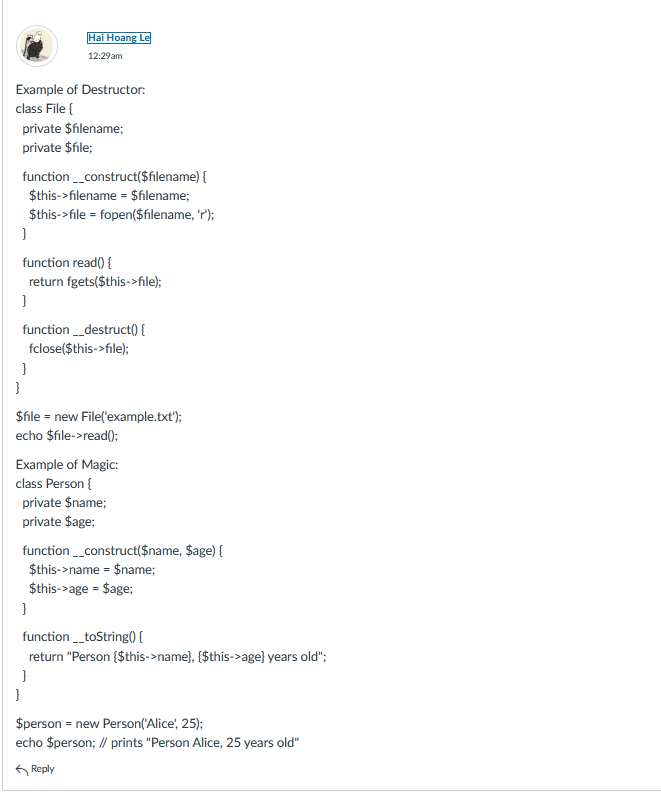 Hai Hoang Le
12:29am
Example of Destructor:
class File {
private $filename;
private $file;
function __construct($filename) {
$this->filename = $filename;
$this->file = fopen($filename, 'r');
}
function read() {
return fgets($this->file);
}
function __destruct() {
fclose($this->file);
}
}
$file = new File('example.txt');
echo $file->read();
Example of Magic:
class Person {
private $name;
private $age;
function __construct($name, $age) {
$this->name = $name;
$this->age = $age;
}
function __toString() {
return "Person {$this->name}, {$this->age} years old";
}
}
$person = new Person('Alice', 25);
echo $person; // prints "Person Alice, 25 years old"
Reply